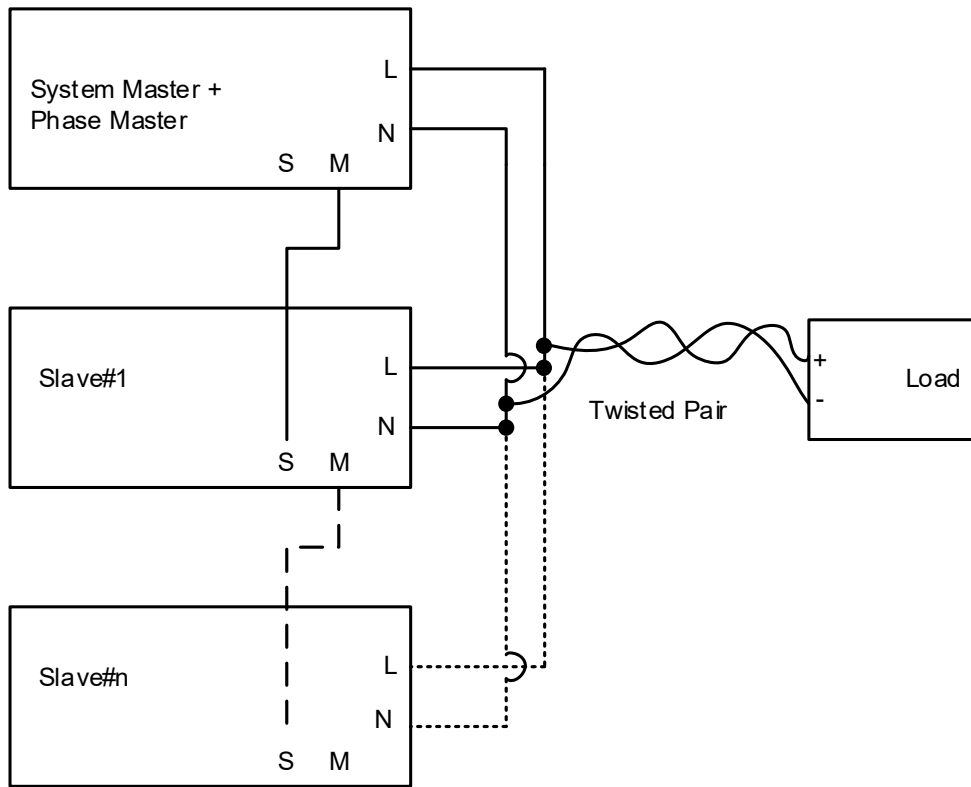 System Master +
Phase Master
L
N
S M
Slave#1
L
N
S M
Twisted Pair
+
-
Load
Slave#n
L
N
S M